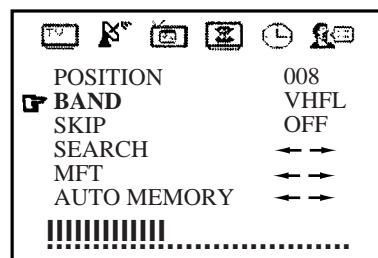 TV
POSITION 008
BAND VHFL
SKIP OFF
SEARCH
MFT
AUTO MEMORY